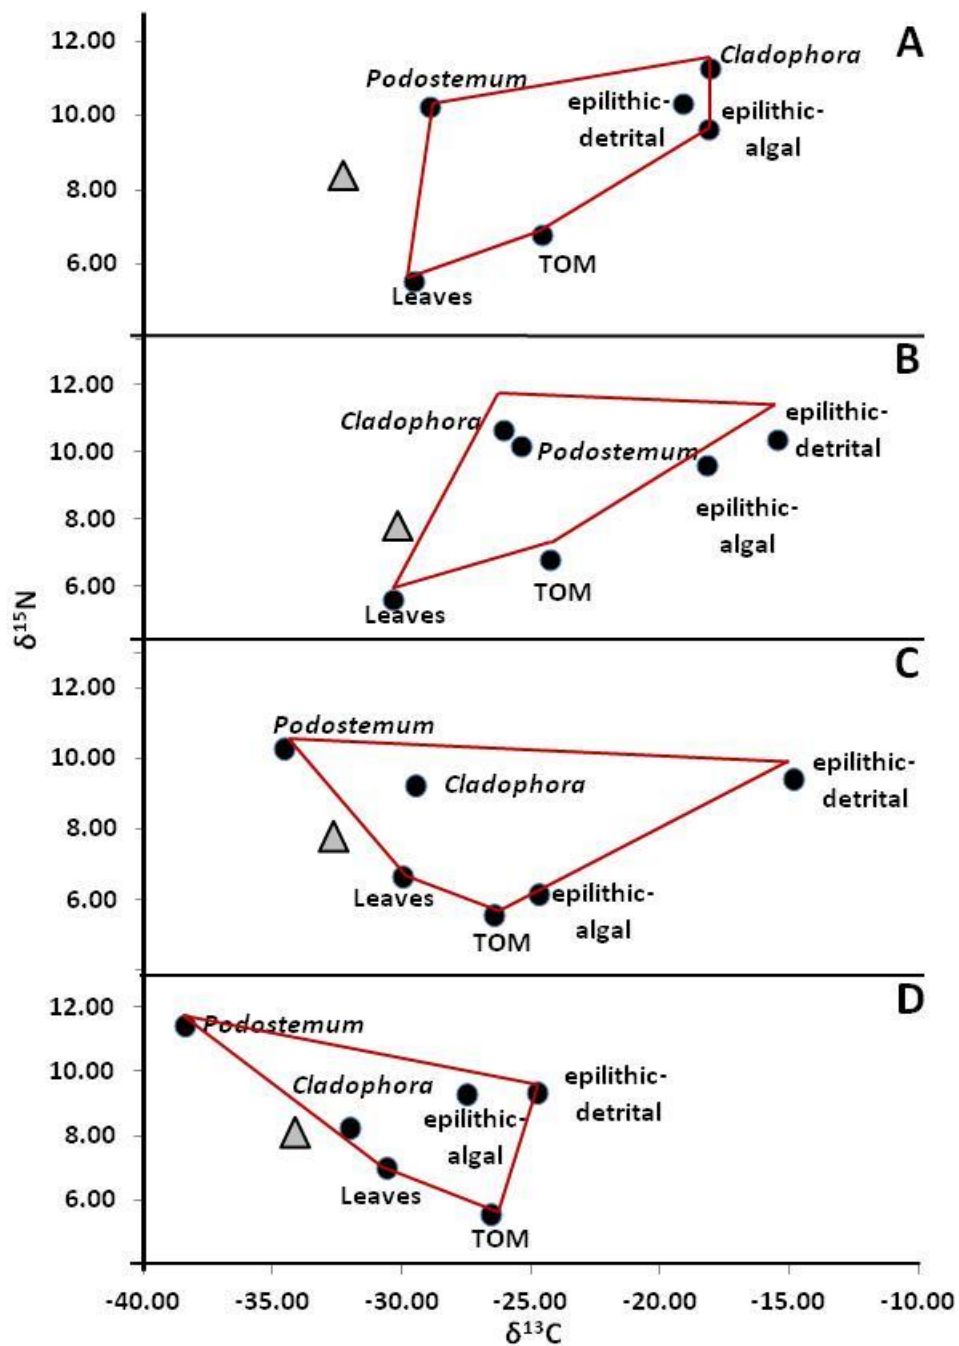 A
12.00
Cladophora
Podostemum
epilithic-
detrital
10.00
epilithic-
algal
8.00
6.00
TOM
Leaves
B
12.00
epilithic-
detrital
Cladophora
10.00
Podostemum
8.00
epilithic-
algal
6.00
TOM
Leaves
δ15N
C
12.00
Podostemum
10.00
epilithic-
detrital
Cladophora
8.00
Leaves
epilithic-
algal
6.00
TOM
D
12.00
Podostemum
10.00
epilithic-
detrital
Cladophora
epilithic-
algal
8.00
Leaves
6.00
TOM
-40.00 -35.00 -30.00 -25.00 -20.00 -15.00 -10.00
δ13C